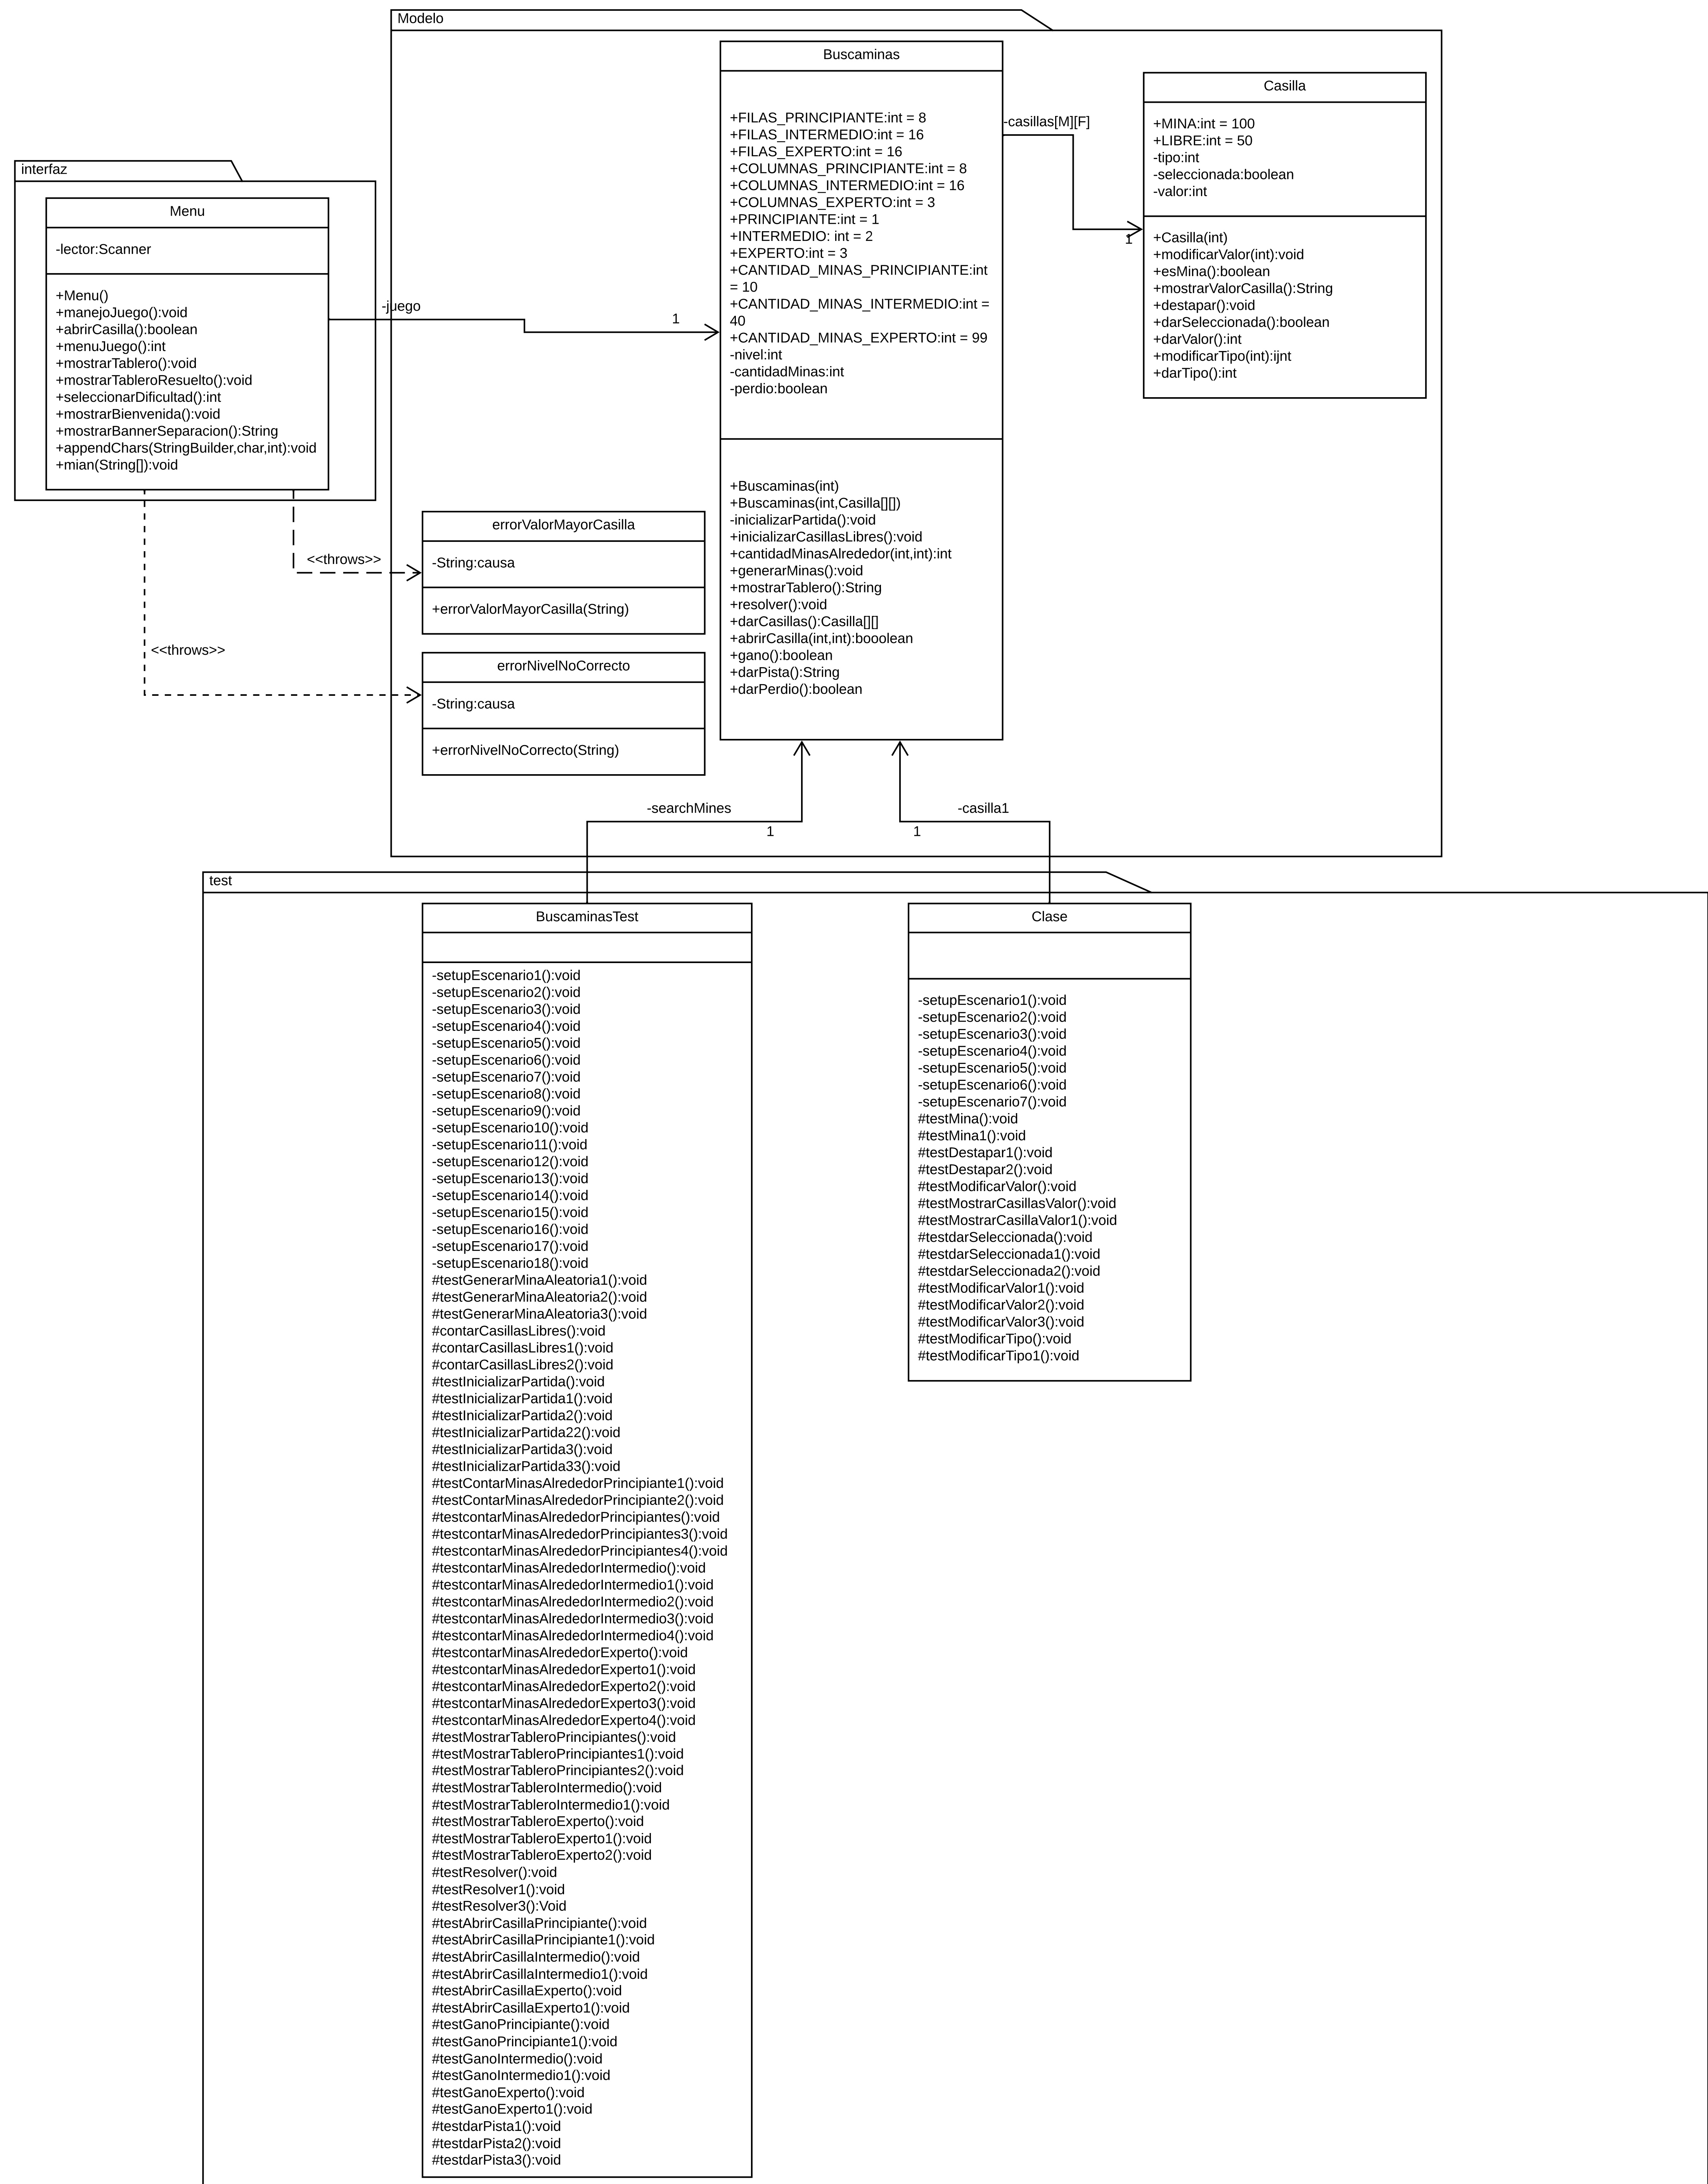 Modelo
Buscaminas
+FILAS_PRINCIPIANTE:int = 8
+FILAS_INTERMEDIO:int = 16
+FILAS_EXPERTO:int = 16
+COLUMNAS_PRINCIPIANTE:int = 8
+COLUMNAS_INTERMEDIO:int = 16
+COLUMNAS_EXPERTO:int = 3
+PRINCIPIANTE:int = 1
+INTERMEDIO: int = 2
+EXPERTO:int = 3
+CANTIDAD_MINAS_PRINCIPIANTE:int
= 10
+CANTIDAD_MINAS_INTERMEDIO:int =
40
+CANTIDAD_MINAS_EXPERTO:int = 99
-nivel:int
-cantidadMinas:int
-perdio:boolean
+Buscaminas(int)
+Buscaminas(int,Casilla[][])
-inicializarPartida():void
+inicializarCasillasLibres():void
+cantidadMinasAlrededor(int,int):int
+generarMinas():void
+mostrarTablero():String
+resolver():void
+darCasillas():Casilla[][]
+abrirCasilla(int,int):booolean
+gano():boolean
+darPista():String
+darPerdio():boolean
-casillas[M][F]
1
Casilla
+MINA:int = 100
+LIBRE:int = 50
-tipo:int
-seleccionada:boolean
-valor:int
+Casilla(int)
+modificarValor(int):void
+esMina():boolean
+mostrarValorCasilla():String
+destapar():void
+darSeleccionada():boolean
+darValor():int
+modificarTipo(int):ijnt
+darTipo():int
interfaz
Menu
-lector:Scanner
+Menu()
+manejoJuego():void
+abrirCasilla():boolean
+menuJuego():int
+mostrarTablero():void
+mostrarTableroResuelto():void
+seleccionarDificultad():int
+mostrarBienvenida():void
+mostrarBannerSeparacion():String
+appendChars(StringBuilder,char,int):void
+mian(String[]):void
-juego
1
<<throws>>
<<throws>>
errorValorMayorCasilla
-String:causa
+errorValorMayorCasilla(String)
errorNivelNoCorrecto
-String:causa
+errorNivelNoCorrecto(String)
-searchMines
1
-casilla1
1
test
BuscaminasTest
-setupEscenario1():void
-setupEscenario2():void
-setupEscenario3():void
-setupEscenario4():void
-setupEscenario5():void
-setupEscenario6():void
-setupEscenario7():void
-setupEscenario8():void
-setupEscenario9():void
-setupEscenario10():void
-setupEscenario11():void
-setupEscenario12():void
-setupEscenario13():void
-setupEscenario14():void
-setupEscenario15():void
-setupEscenario16():void
-setupEscenario17():void
-setupEscenario18():void
#testGenerarMinaAleatoria1():void
#testGenerarMinaAleatoria2():void
#testGenerarMinaAleatoria3():void
#contarCasillasLibres():void
#contarCasillasLibres1():void
#contarCasillasLibres2():void
#testInicializarPartida():void
#testInicializarPartida1():void
#testInicializarPartida2():void
#testInicializarPartida22():void
#testInicializarPartida3():void
#testInicializarPartida33():void
#testContarMinasAlrededorPrincipiante1():void
#testContarMinasAlrededorPrincipiante2():void
#testcontarMinasAlrededorPrincipiantes():void
#testcontarMinasAlrededorPrincipiantes3():void
#testcontarMinasAlrededorPrincipiantes4():void
#testcontarMinasAlrededorIntermedio():void
#testcontarMinasAlrededorIntermedio1():void
#testcontarMinasAlrededorIntermedio2():void
#testcontarMinasAlrededorIntermedio3():void
#testcontarMinasAlrededorIntermedio4():void
#testcontarMinasAlrededorExperto():void
#testcontarMinasAlrededorExperto1():void
#testcontarMinasAlrededorExperto2():void
#testcontarMinasAlrededorExperto3():void
#testcontarMinasAlrededorExperto4():void
#testMostrarTableroPrincipiantes():void
#testMostrarTableroPrincipiantes1():void
#testMostrarTableroPrincipiantes2():void
#testMostrarTableroIntermedio():void
#testMostrarTableroIntermedio1():void
#testMostrarTableroExperto():void
#testMostrarTableroExperto1():void
#testMostrarTableroExperto2():void
#testResolver():void
#testResolver1():void
#testResolver3():Void
#testAbrirCasillaPrincipiante():void
#testAbrirCasillaPrincipiante1():void
#testAbrirCasillaIntermedio():void
#testAbrirCasillaIntermedio1():void
#testAbrirCasillaExperto():void
#testAbrirCasillaExperto1():void
#testGanoPrincipiante():void
#testGanoPrincipiante1():void
#testGanoIntermedio():void
#testGanoIntermedio1():void
#testGanoExperto():void
#testGanoExperto1():void
#testdarPista1():void
#testdarPista2():void
#testdarPista3():void
Clase
-setupEscenario1():void
-setupEscenario2():void
-setupEscenario3():void
-setupEscenario4():void
-setupEscenario5():void
-setupEscenario6():void
-setupEscenario7():void
#testMina():void
#testMina1():void
#testDestapar1():void
#testDestapar2():void
#testModificarValor():void
#testMostrarCasillasValor():void
#testMostrarCasillaValor1():void
#testdarSeleccionada():void
#testdarSeleccionada1():void
#testdarSeleccionada2():void
#testModificarValor1():void
#testModificarValor2():void
#testModificarValor3():void
#testModificarTipo():void
#testModificarTipo1():void